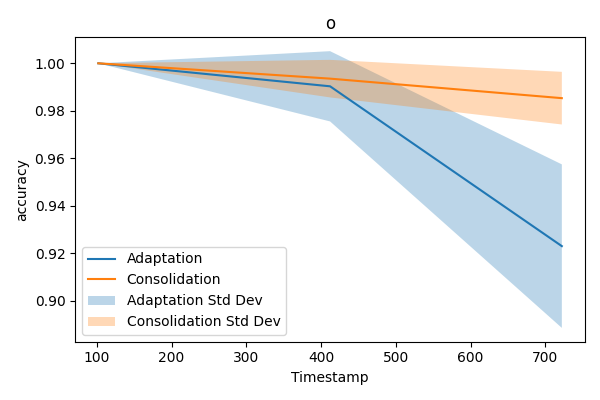 o
1.00
0.98
0.96
0.94
0.92
0.90
accuracy
Adaptation
Consolidation
Adaptation Std Dev
Consolidation Std Dev
100 200 300 400 500 600 700
Timestamp